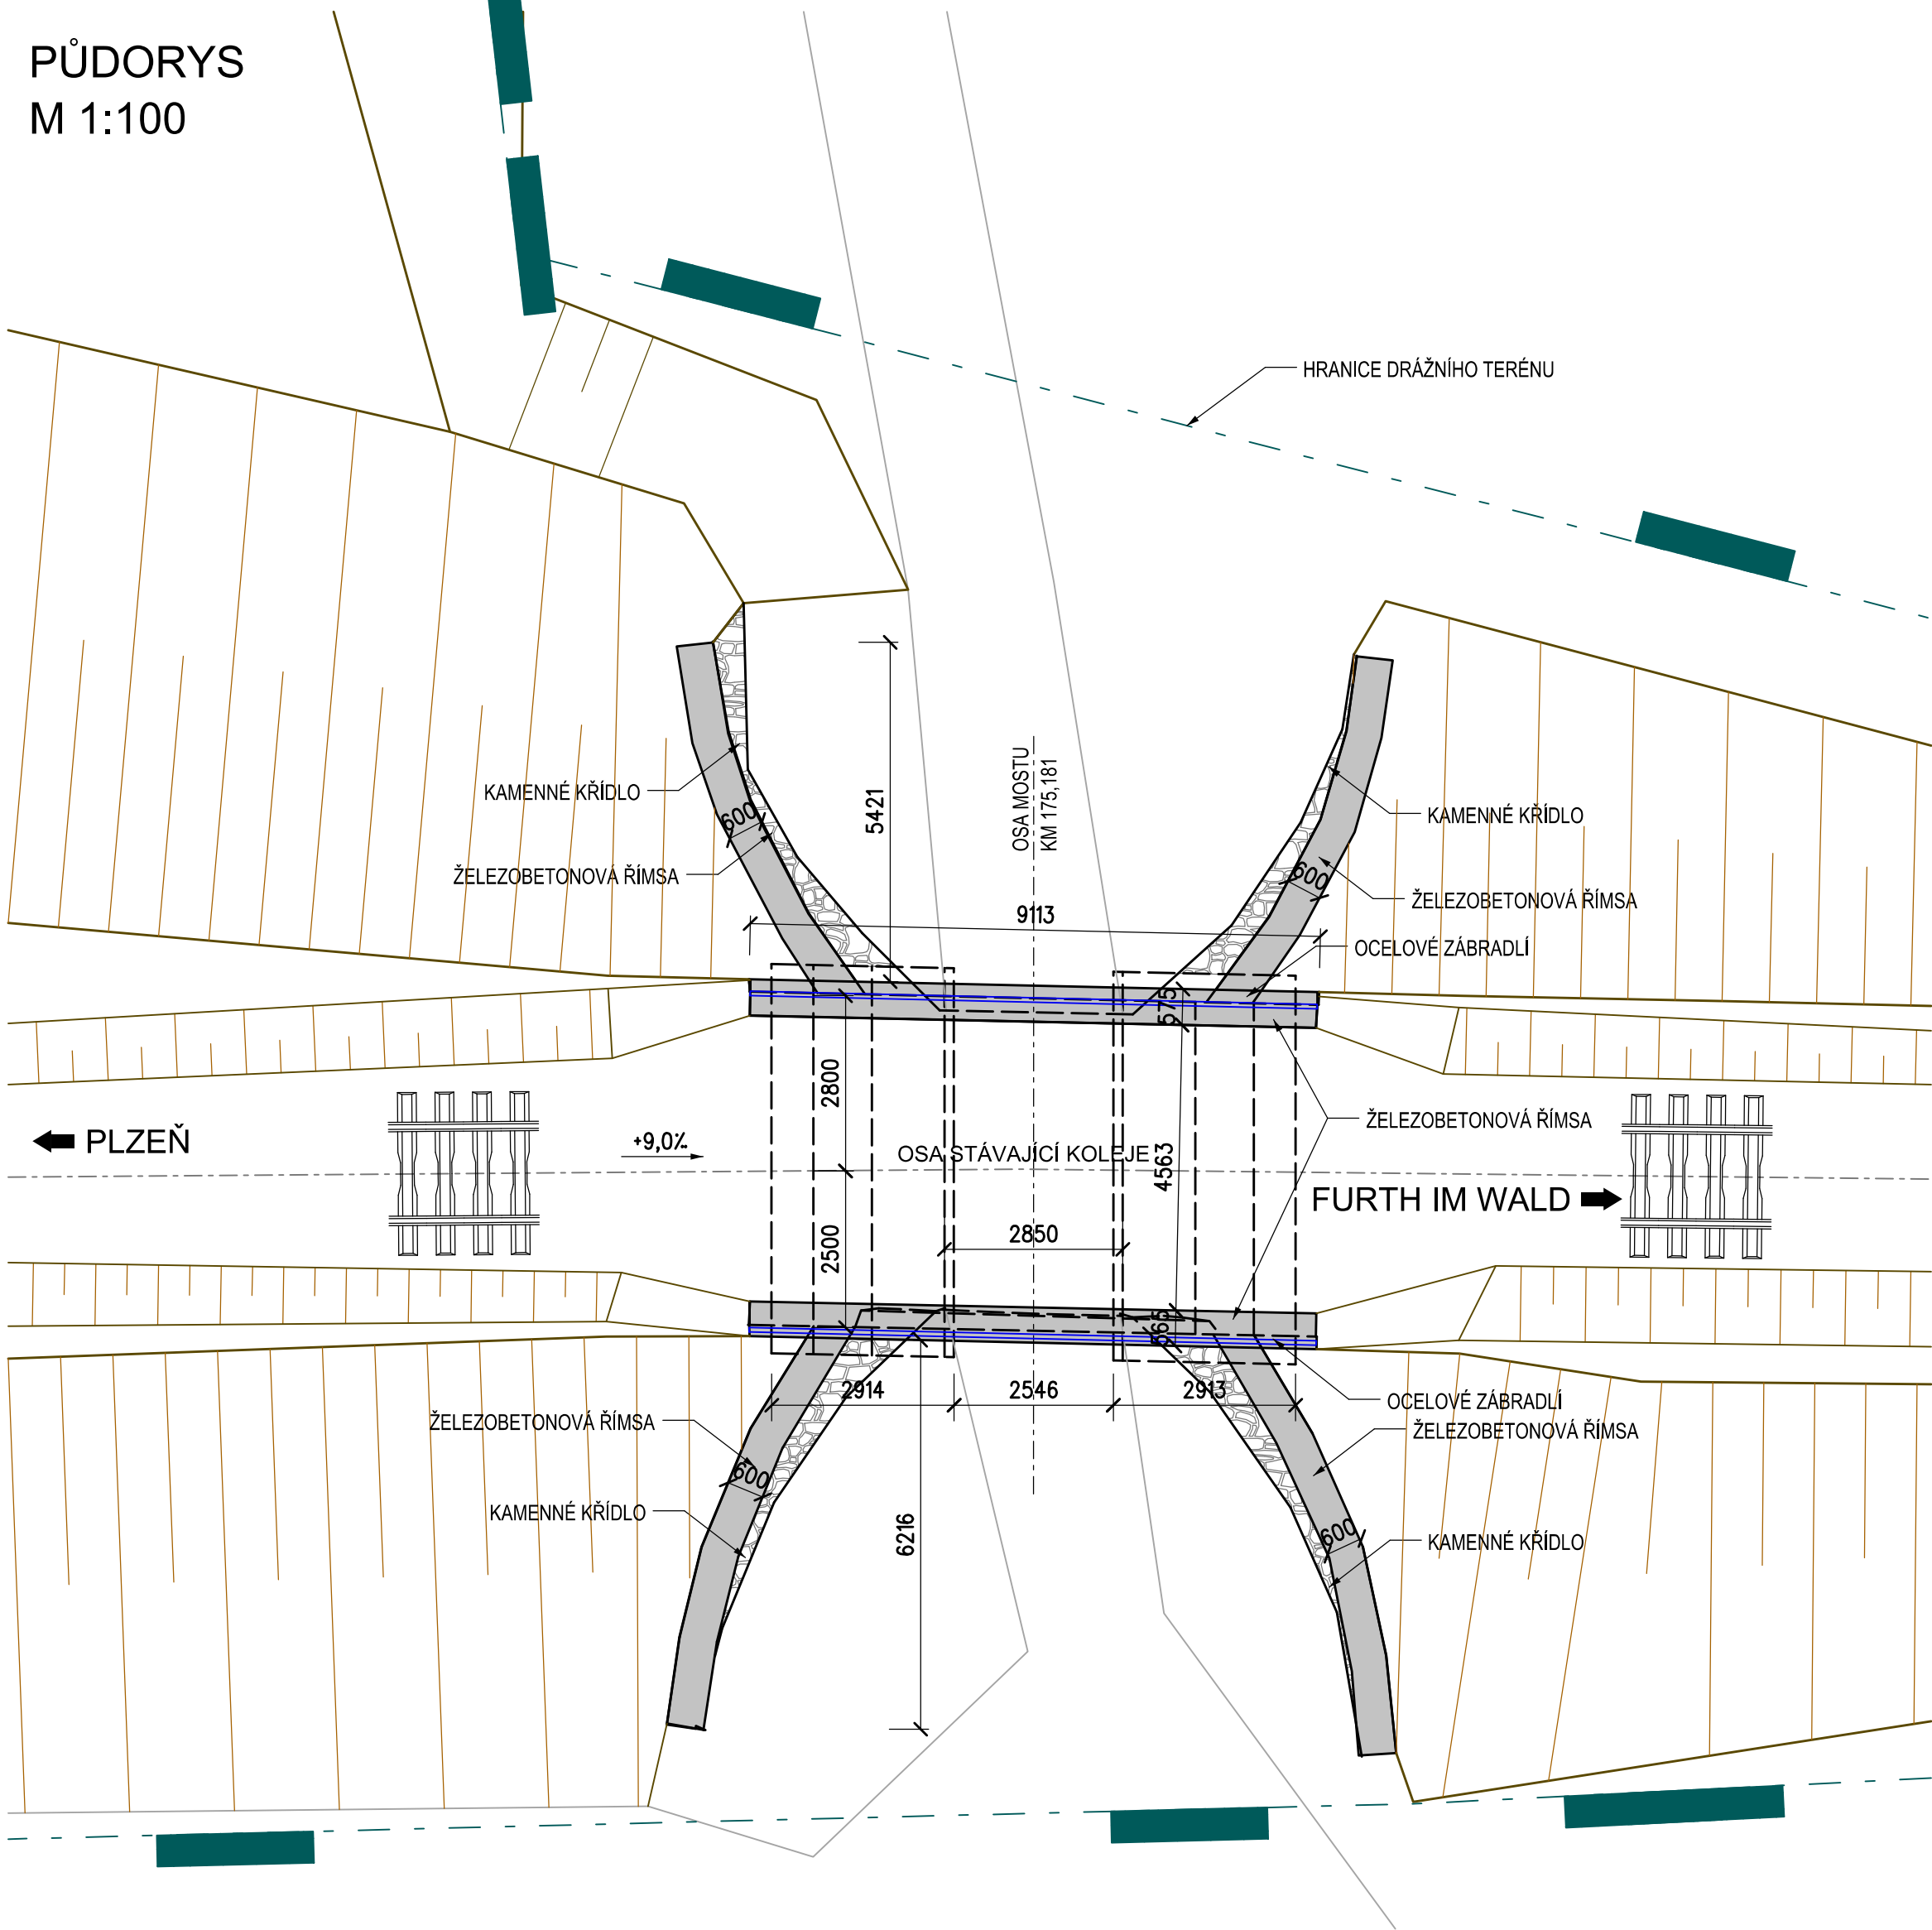 PŮDORYS
M 1:100
HRANICE DRÁŽNÍHO TERÉNU
OSA MOSTU
KM 175,181
KAMENNÉ KŘÍDLO
5421
600
ŽELEZOBETONOVÁ ŘÍMSA
KAMENNÉ KŘÍDLO
600
ŽELEZOBETONOVÁ ŘÍMSA
9113
OCELOVÉ ZÁBRADLÍ
575
2800
ŽELEZOBETONOVÁ ŘÍMSA
PLZEŇ
+9,0‰
OSA STÁVAJÍCÍ KOLEJE
4563
FURTH IM WALD
2500
2850
565
2914
2546
2913
OCELOVÉ ZÁBRADLÍ
ŽELEZOBETONOVÁ ŘÍMSA
ŽELEZOBETONOVÁ ŘÍMSA
600
KAMENNÉ KŘÍDLO
6216
600
KAMENNÉ KŘÍDLO